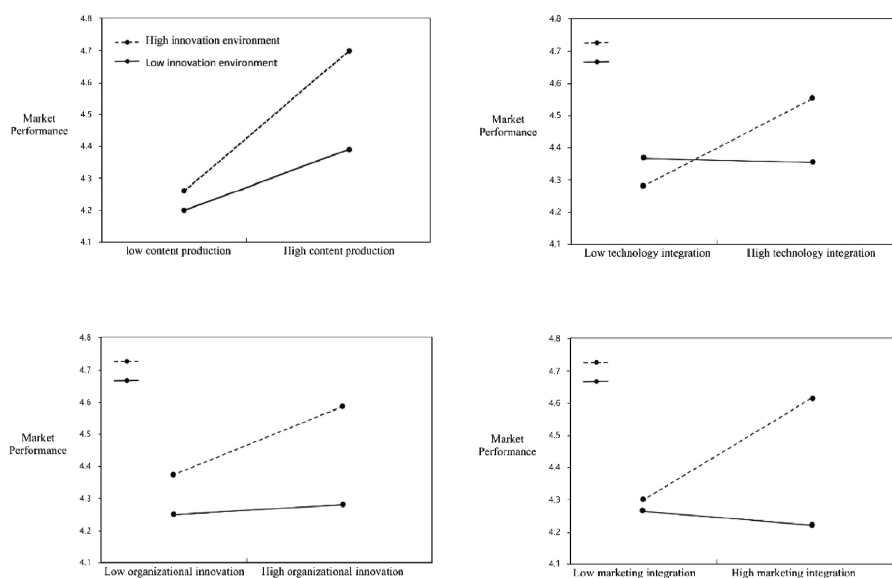 4.8
4.7
4.6
4.5
4.4
4.3
4.2
4.1
Market
Performance
High innovation environment
Low innovation environment
low content production
High content production
4.8
4.7
4.6
4.5
4.4
4.3
4.2
4.1
Market
Performance
Low technology integration
High technology integration
4.8
4.7
4.6
4.5
4.4
4.3
4.2
4.1
Market
Performance
Low organizational innovation
High organizational innovation
4.8
4.7
4.6
4.5
4.4
4.3
4.2
4.1
Market
Performance
Low marketing integration
High marketing integration